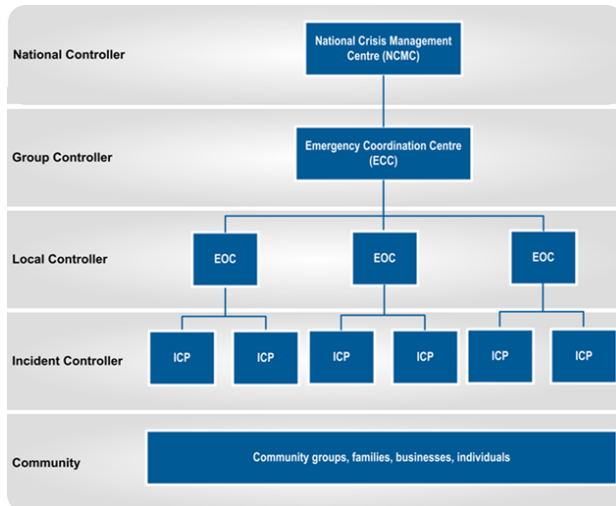 National Controller
National Crisis Management
Centre (NCMC)
Group Controller
Emergency Coordination Centre
(ECC)
Local Controller
EOC
EOC
EOC
Incident Controller
ICP
ICP
ICP
ICP
ICP
ICP
Community
Community groups, families, businesses, individuals